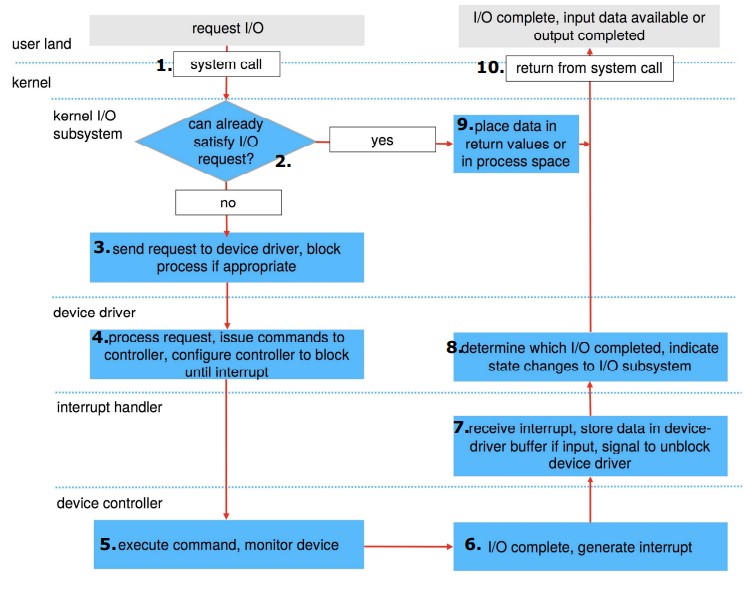 request I/O
I/O complete, input data available or
output completed
user land
1. system call
10. return from system call
kernel
kernel I/O
subsystem
can already
satisfy I/O
request?
2.
yes
9. place data in
return values or
in process space
no
3. send request to device driver, block
process if appropriate
device driver
4. process request, issue commands to
controller, configure controller to block
until interrupt
8. determine which I/O completed, indicate
state changes to I/O subsystem
interrupt handler
7. receive interrupt, store data in device-
driver buffer if input, signal to unblock
device driver
device controller
5. execute command, monitor device
6. I/O complete, generate interrupt